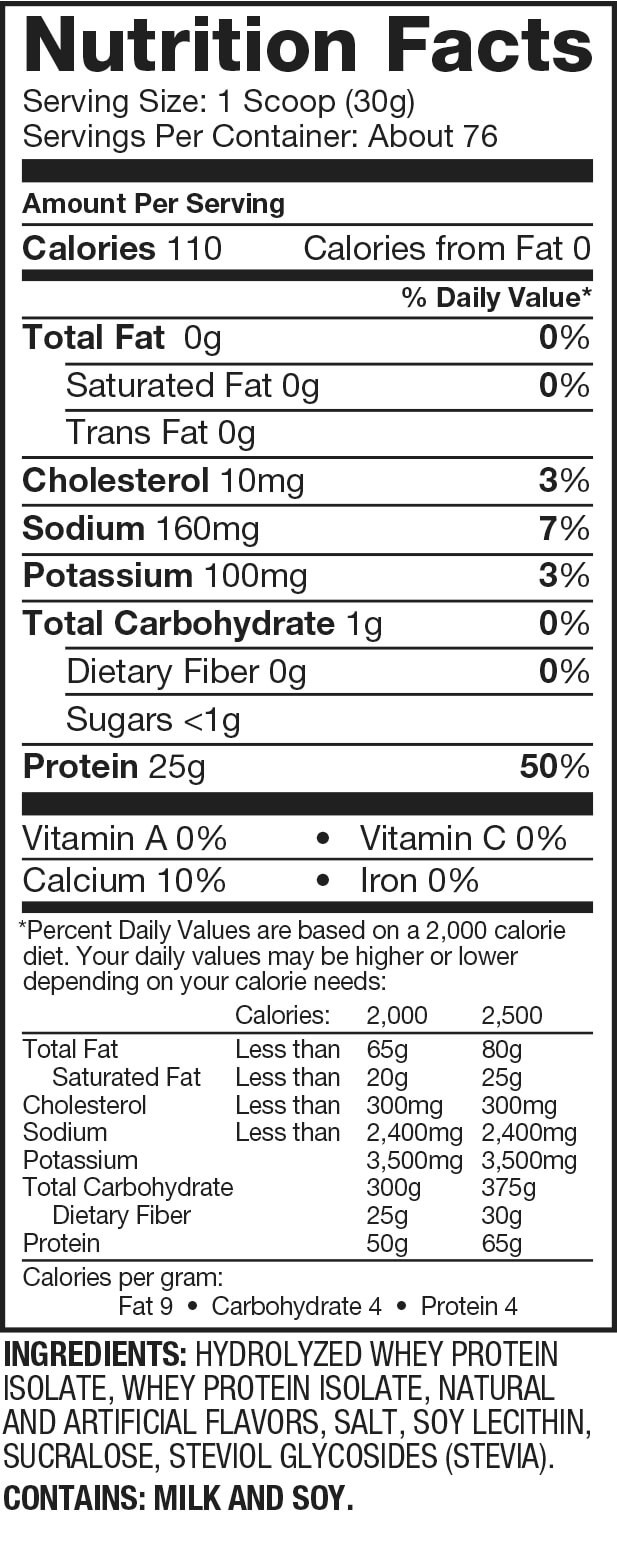 Nutrition Facts
Serving Size: 1 Scoop (30g)
Servings Per Container: About 76
Amount Per Serving
Calories 110 Calories from Fat 0
% Daily Value*
Total Fat 0g 0%
Saturated Fat 0g 0%
Trans Fat 0g
Cholesterol 10mg 3%
Sodium 160mg 7%
Potassium 100mg 3%
Total Carbohydrate 1g 0%
Dietary Fiber 0g 0%
Sugars <1g
Protein 25g 50%
Vitamin A 0% • Vitamin C 0%
Calcium 10% • Iron 0%
*Percent Daily Values are based on a 2,000 calorie
diet. Your daily values may be higher or lower
depending on your calorie needs:
Calories: 2,000 2,500
Total Fat Less than 65g 80g
Saturated Fat Less than 20g 25g
Cholesterol Less than 300mg 300mg
Sodium Less than 2,400mg 2,400mg
Potassium 3,500mg 3,500mg
Total Carbohydrate 300g 375g
Dietary Fiber 25g 30g
Protein 50g 65g
Calories per gram:
Fat 9 • Carbohydrate 4 • Protein 4
INGREDIENTS: HYDROLYZED WHEY PROTEIN
ISOLATE, WHEY PROTEIN ISOLATE, NATURAL
AND ARTIFICIAL FLAVORS, SALT, SOY LECITHIN,
SUCRALOSE, STEVIOL GLYCOSIDES (STEVIA).
CONTAINS: MILK AND SOY.